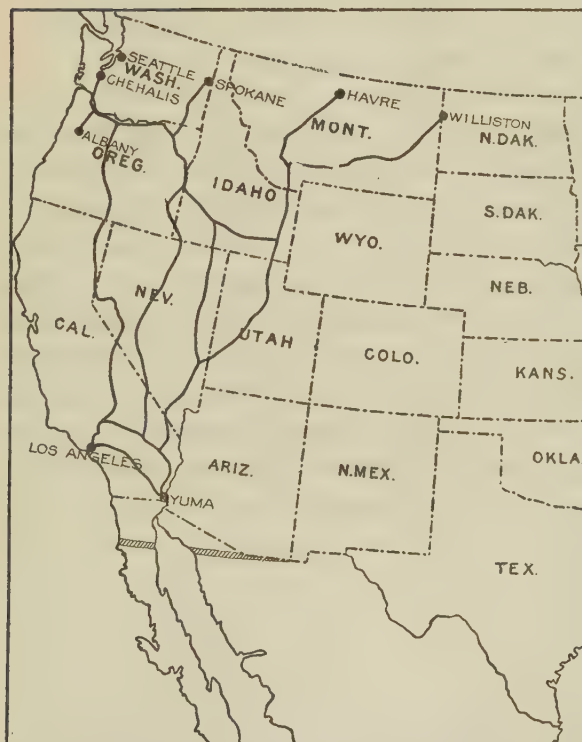 SEATTLE
WASH.
CHEHALIS
SPOKANE
HAVRE
MONT.
WILLISTON
N.DAK.
ALBANY
OREG.
IDAHO
S.DAK.
WYO.
NEB.
NEV.
CAL.
UTAH
COLO.
KANS.
LOS ANGELES
ARIZ.
N.MEX.
OKLA
YUMA
TEX.